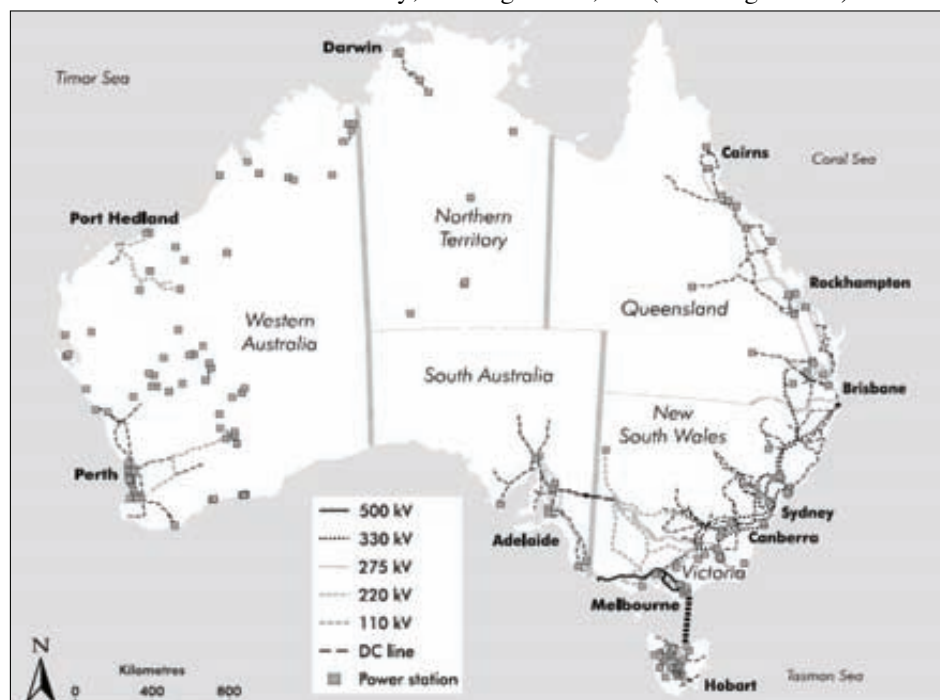 Darwin
Timor Sea
Cairns
Coral Sea
Port Hedland
Northern
Territory
Rockhampton
Queensland
Western
Australia
South Australia
Brisbane
New
South Wales
Perth
Sydney
Canberra
Adelaide
Victoria
Melbourne
500 kV
330 kV
275 kV
220 kV
110 kV
DC line
Power station
N
Kilometres
0 400 800
Hobart
Tasman Sea